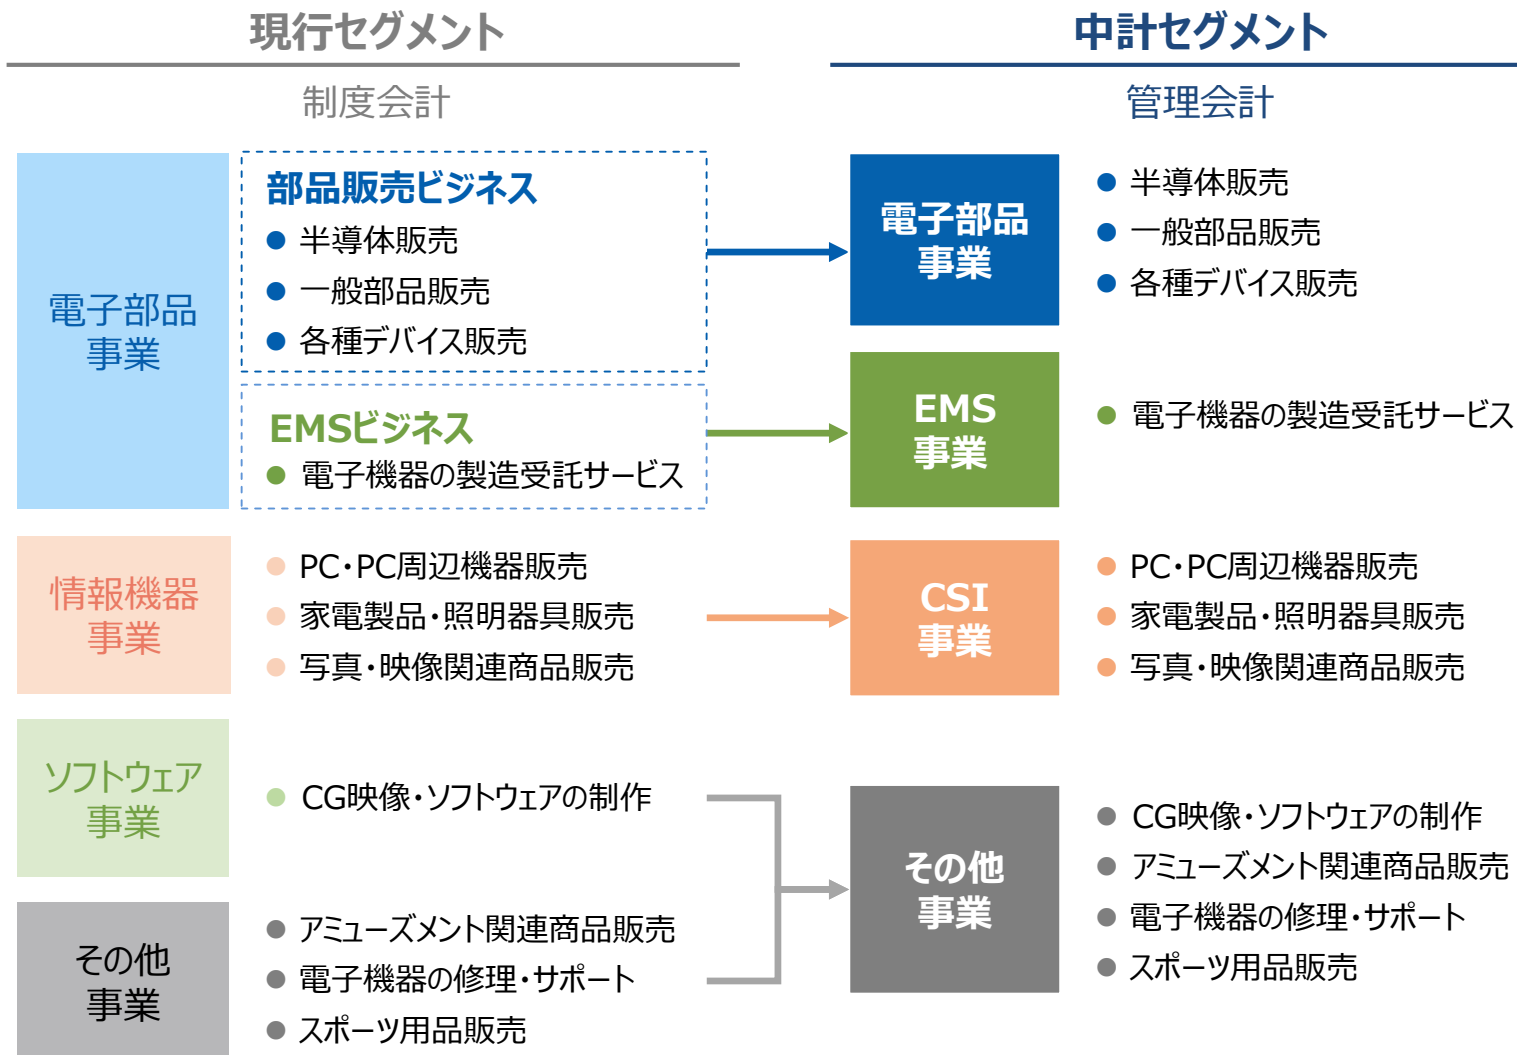 現行セグメント
制度会計
電子部品
事業
部品販売ビジネス
半導体販売
一般部品販売
各種デバイス販売
EMSビジネス
電子機器の製造受託サービス
情報機器
事業
PC・PC周辺機器販売
家電製品・照明器具販売
写真・映像関連商品販売
ソフトウェア
事業
CG映像・ソフトウェアの制作
その他
事業
アミューズメント関連商品販売
電子機器の修理・サポート
スポーツ用品販売
中計セグメント
管理会計
電子部品
事業
半導体販売
一般部品販売
各種デバイス販売
EMS
事業
電子機器の製造受託サービス
CSI
事業
PC・PC周辺機器販売
家電製品・照明器具販売
写真・映像関連商品販売
その他
事業
CG映像・ソフトウェアの制作
アミューズメント関連商品販売
電子機器の修理・サポート
スポーツ用品販売